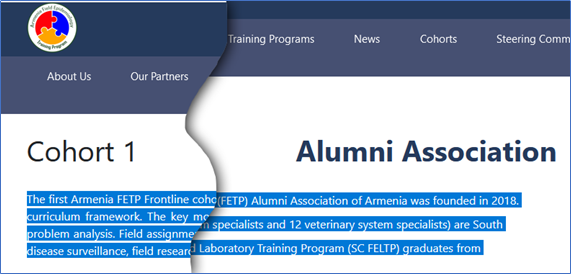 Armenia Field Epidemiology
Training Program
Training Programs News Cohorts Steering Comm
About Us Our Partners
Cohort 1
Alumni Association
The first Armenia FETP Frontline coho
curriculum framework. The key mo
problem analysis. Field assignme
disease surveillance, field resear
(FETP) Alumni Association of Armenia was founded in 2018.
specialists and 12 veterinary system specialists) are South
d Laboratory Training Program (SC FELTP) graduates from